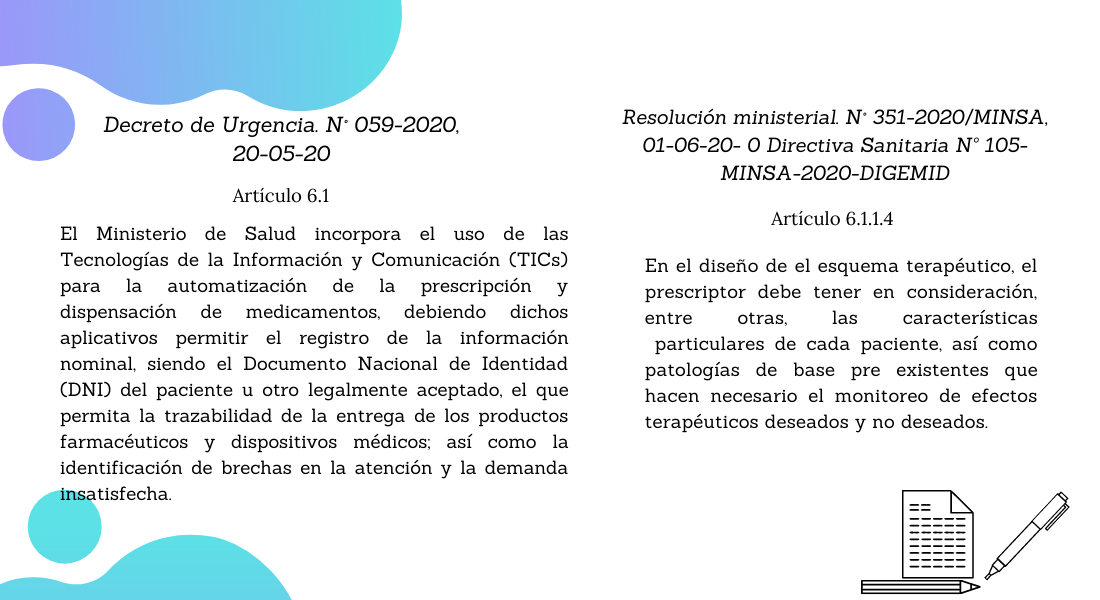 Decreto de Urgencia. N° 059-2020,
20-05-20
Artículo 6.1
El Ministerio de Salud incorpora el uso de las
Tecnologías de la Información y Comunicación (TICs)
para la automatización de la prescripción y
dispensación de medicamentos, debiendo dichos
aplicativos permitir el registro de la información
nominal, siendo el Documento Nacional de Identidad
(DNI) del paciente u otro legalmente aceptado, el que
permita la trazabilidad de la entrega de los productos
farmacéuticos y dispositivos médicos; así como la
identificación de brechas en la atención y la demanda
insatisfecha.
Resolución ministerial. N° 351-2020/MINSA,
01-06-20- 0 Directiva Sanitaria N° 105-
MINSA-2020-DIGEMID
Artículo 6.1.1.4
En el diseño de el esquema terapéutico, el
prescriptor debe tener en consideración,
entre otras, las características
particulares de cada paciente, así como
patologías de base pre existentes que
hacen necesario el monitoreo de efectos
terapéuticos deseados y no deseados.